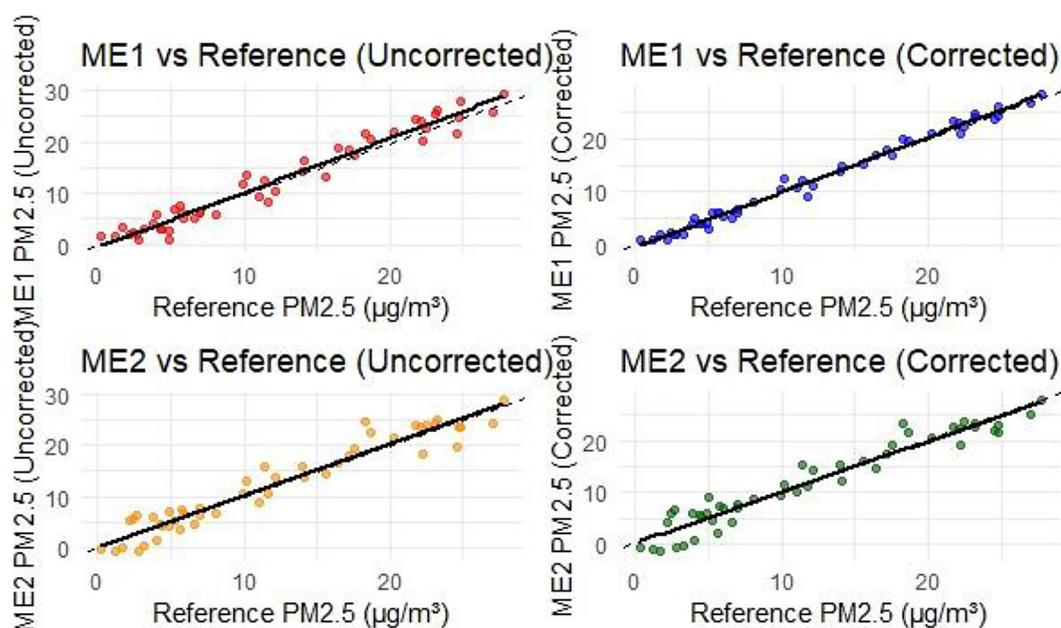 ME1 vs Reference (Uncorrected)
ME1 PM2.5 (Uncorrected)
30
20
10
0
0 10 20
Reference PM2.5 (µg/m³)
ME1 vs Reference (Corrected)
ME1 PM2.5 (Corrected)
20
10
0
0 10 20
Reference PM2.5 (µg/m³)
ME2 vs Reference (Uncorrected)
ME2 PM2.5 (Uncorrected)
30
20
10
0
0 10 20
Reference PM2.5 (µg/m³)
ME2 vs Reference (Corrected)
ME2 PM2.5 (Corrected)
20
10
0
0 10 20
Reference PM2.5 (µg/m³)